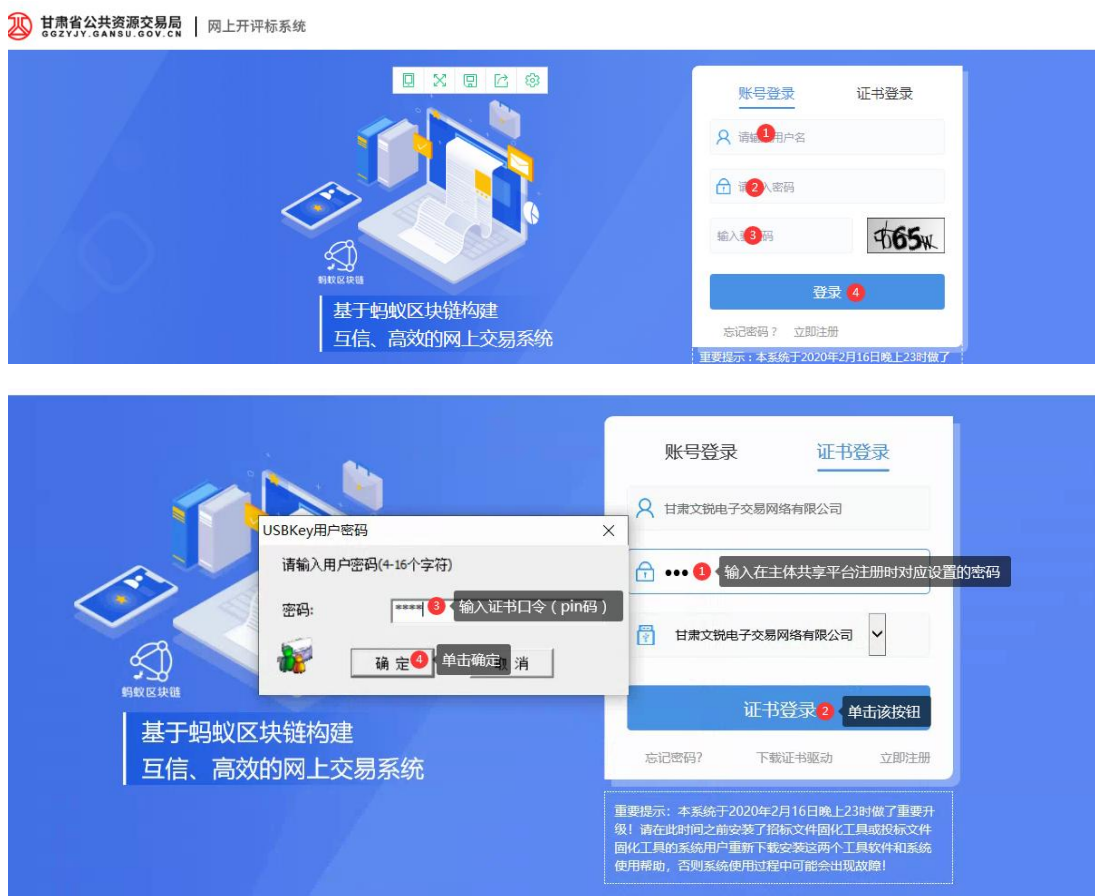 甘肃省公共资源交易局
GGZYJY.GANSU.GOV.CN
网上开评标系统
账号登录
证书登录
1
2
输入
3
码
登录 4
忘记密码？ 立即注册
重要提示：本系统于2020年2月16日晚上23时做了
蚂蚁区块链
基于蚂蚁区块链构建
互信、高效的网上交易系统
账号登录
证书登录
甘肃文锐电子交易网络有限公司
••• 1 输入在主体共享平台注册时对应设置的密码
甘肃文锐电子交易网络有限公司
证书登录 2 单击该按钮
忘记密码? 下载证书驱动 立即注册
USBKey用户密码
请输入用户密码(4-16个字符)
密码: **** 3 输入证书口令（pin码）
确 定 4 单击确定 消
蚂蚁区块链
基于蚂蚁区块链构建
互信、高效的网上交易系统
重要提示：本系统于2020年2月16日晚上23时做了重要升
级！请在此时间之前安装了招标文件固化工具或投标文件
固化工具的系统用户重新下载安装这两个工具软件和系统
使用帮助，否则系统使用过程中可能会出现故障！